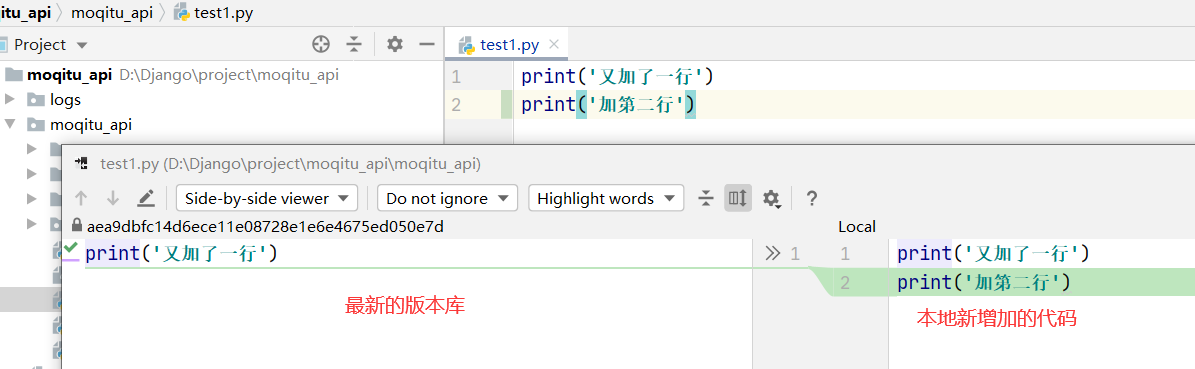 itu_api moqitu_api test1.py
Project
test1.py
moqitu_api D:\Django\project\moqitu_api
logs
moqitu_api
1 print('又加了一行')
2 print('加第二行')
test1.py (D:\Django\project\moqitu_api\moqitu_api)
Side-by-side viewer Do not ignore Highlight words ?
aea9dbfc14d6ece11e08728e1e6e4675ed050e7d Local
print('又加了一行') 1 1 print('又加了一行')
2 print('加第二行')
最新的版本库
本地新增加的代码